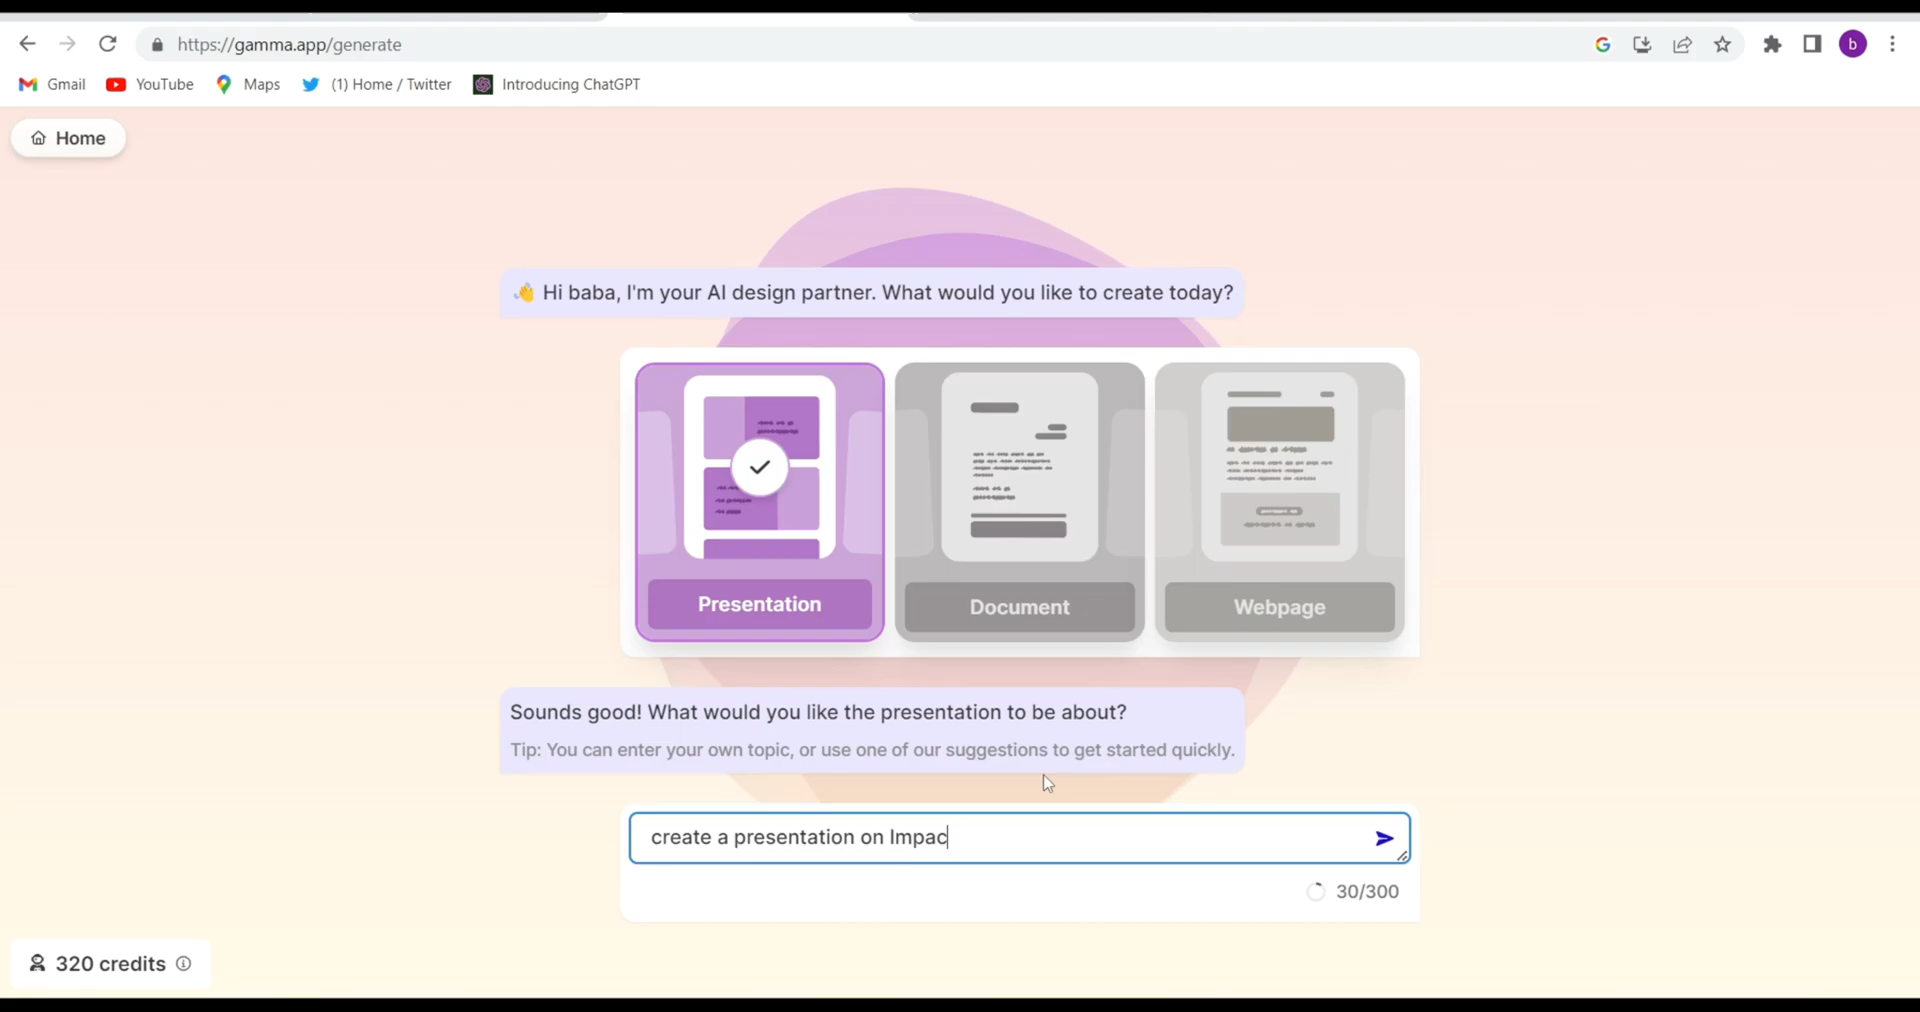 https://gamma.app/generate
b
Gmail
YouTube
Maps
(1) Home / Twitter
Introducing ChatGPT
Home
👋 Hi baba, I'm your AI design partner. What would you like to create today?
Presentation
Document
Webpage
Sounds good! What would you like the presentation to be about?
Tip: You can enter your own topic, or use one of our suggestions to get started quickly.
create a presentation on Impac
30/300
320 credits